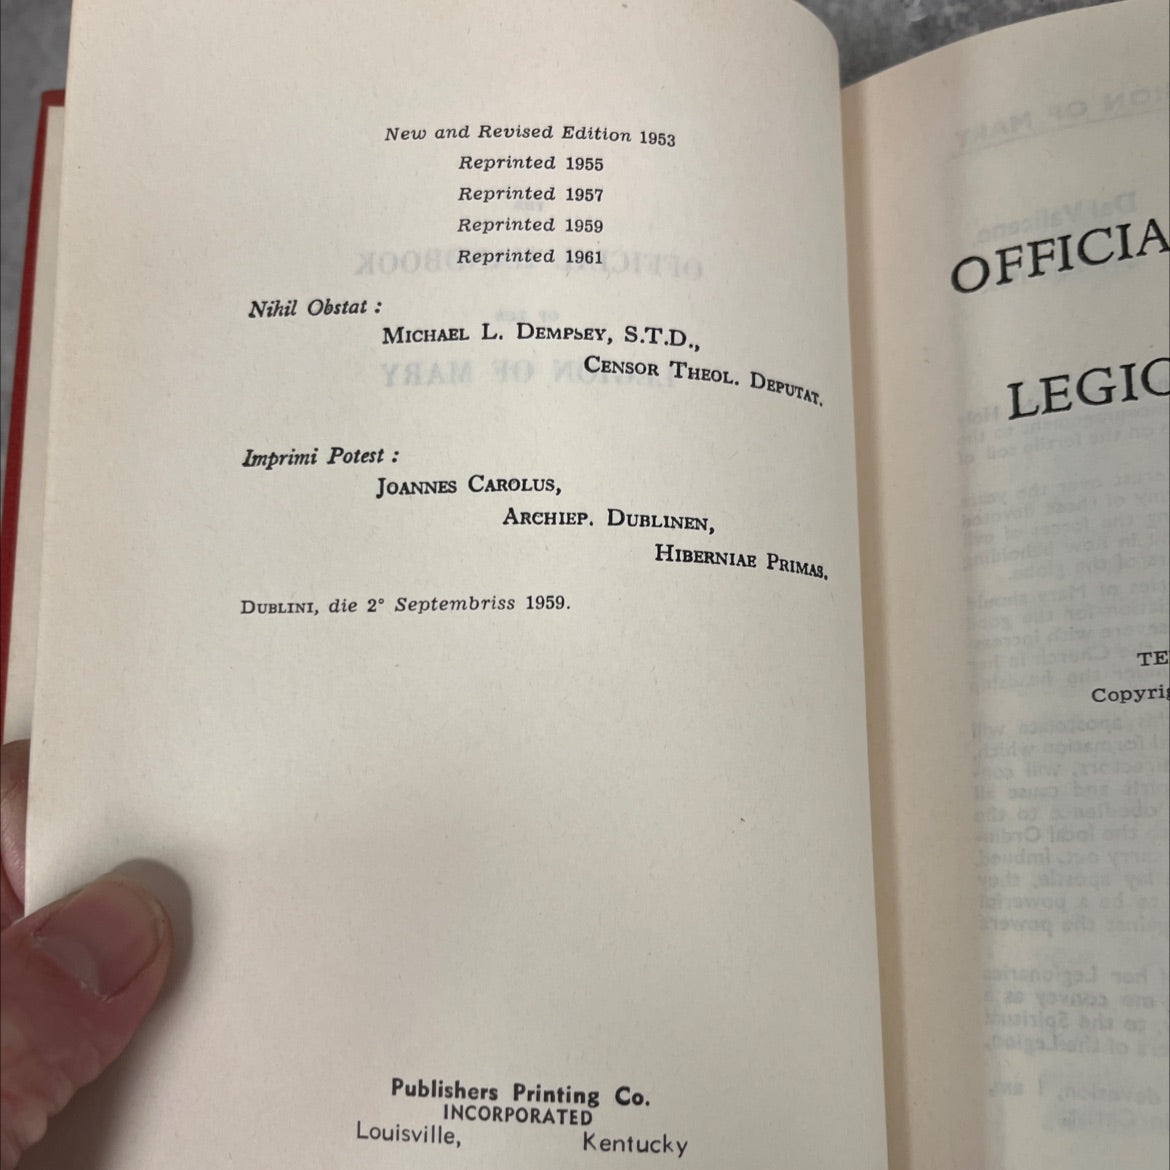 New and Revised Edition 1953
Reprinted 1955
Reprinted 1957
Reprinted 1959
Reprinted 1961
Nihil Obstat :
MICHAEL L. DEMPSEY, S.T.D.,
CENSOR THEOL. DEPUTAT.
Imprimi Potest :
JOANNES CAROLUS,
ARCHIEP. DUBLINEN,
HIBERNIAE PRIMAS.
DUBLINI, die 2° Septembriss 1959.
Publishers Printing Co.
INCORPORATED
Louisville, Kentucky
OFFICIA
LEGIO
TE
Copyrig